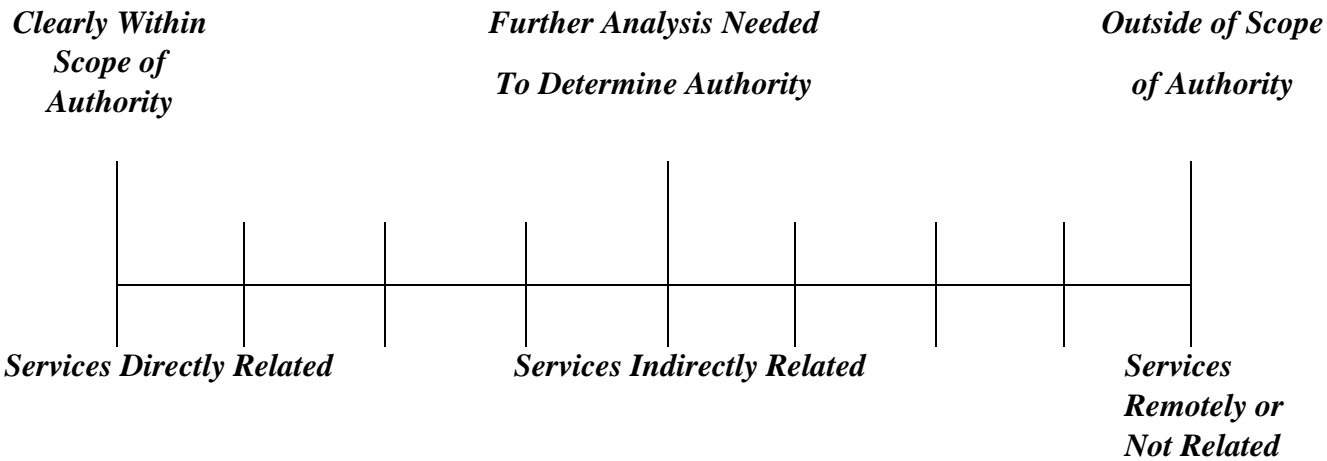 Clearly Within
Scope of
Authority
Further Analysis Needed
To Determine Authority
Outside of Scope
of Authority
Services Directly Related
Services Indirectly Related
Services
Remotely or
Not Related